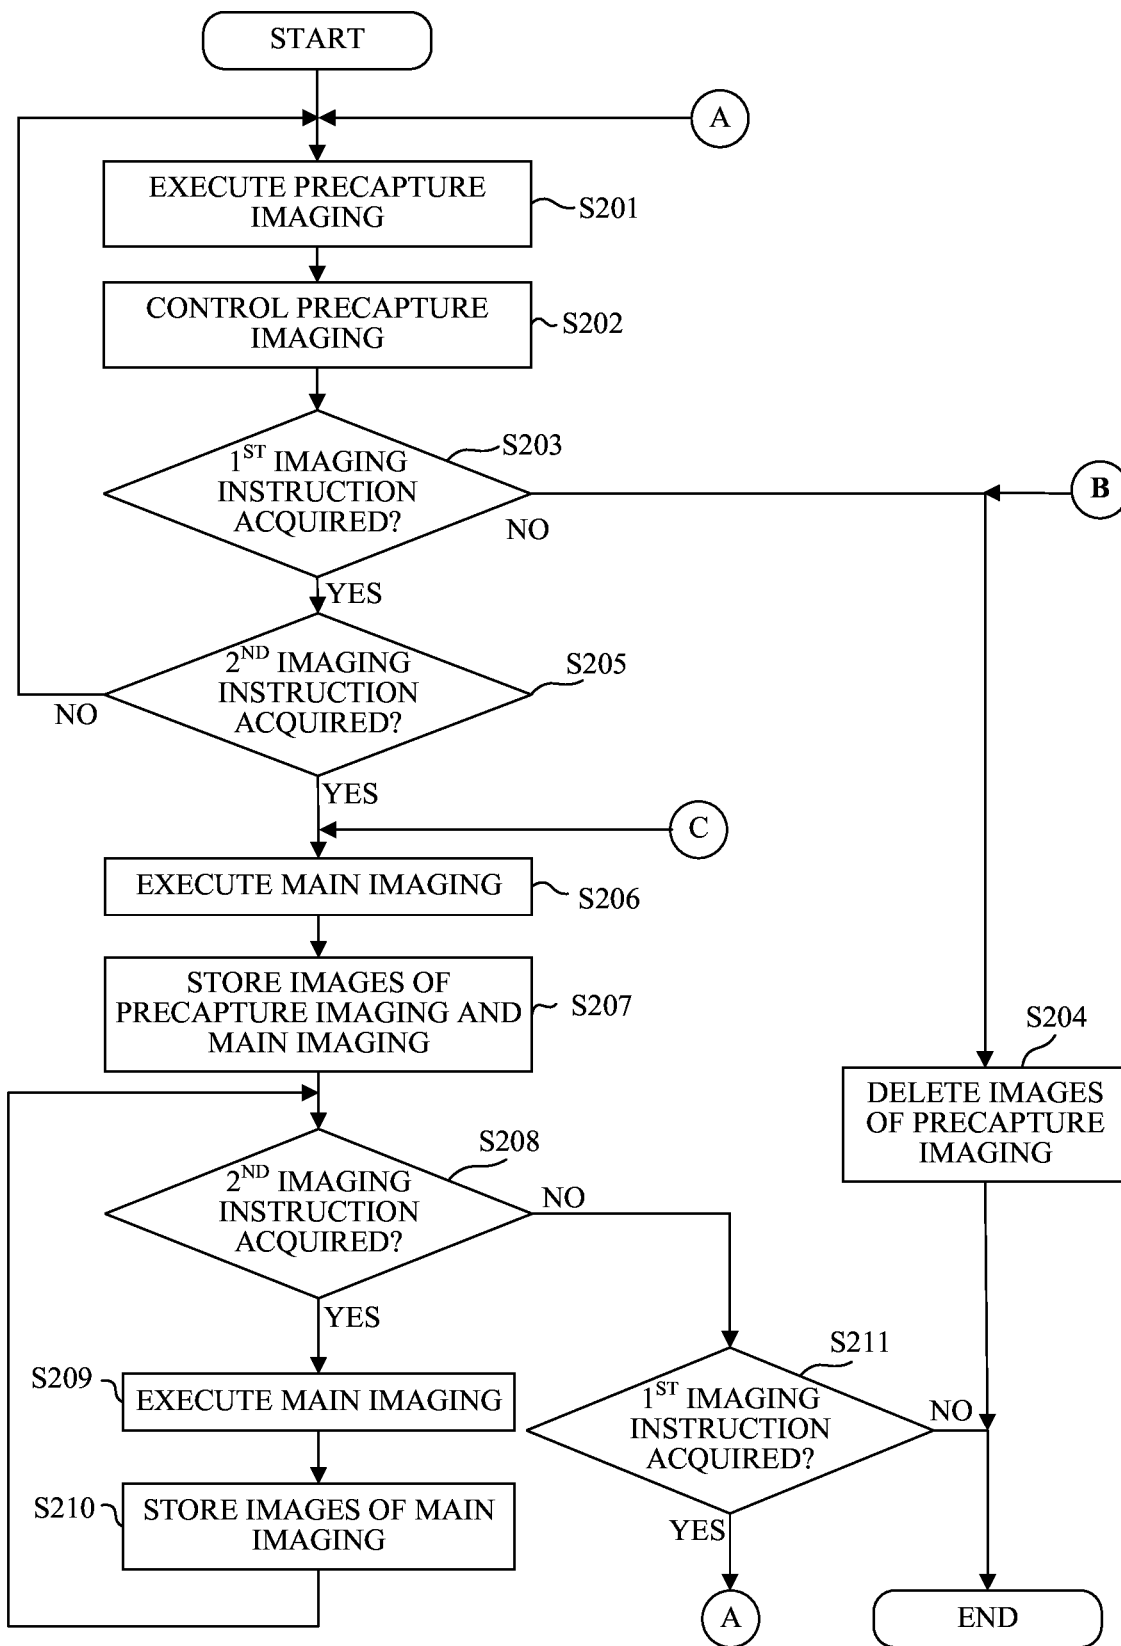 START
A
EXECUTE PRECAPTURE
IMAGING
S201
CONTROL PRECAPTURE
IMAGING
S202
1ST IMAGING
INSTRUCTION
ACQUIRED?
S203
NO
B
YES
2ND IMAGING
INSTRUCTION
ACQUIRED?
S205
NO
YES
C
EXECUTE MAIN IMAGING
S206
STORE IMAGES OF
PRECAPTURE IMAGING AND
MAIN IMAGING
S207
S204
DELETE IMAGES
OF PRECAPTURE
IMAGING
2ND IMAGING
INSTRUCTION
ACQUIRED?
S208
NO
YES
S209
EXECUTE MAIN IMAGING
S211
1ST IMAGING
INSTRUCTION
ACQUIRED?
NO
S210
STORE IMAGES OF MAIN
IMAGING
YES
A
END